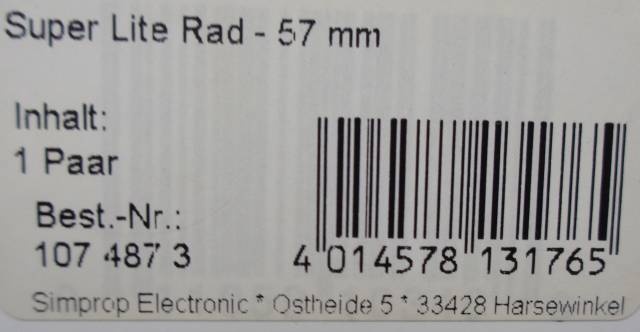 Super Lite Rad - 57 mm
Inhalt:
1 Paar
Best.-Nr.:
107 487 3
4 014578 131765
Simprop Electronic * Ostheide 5 * 33428 Harsewinkel